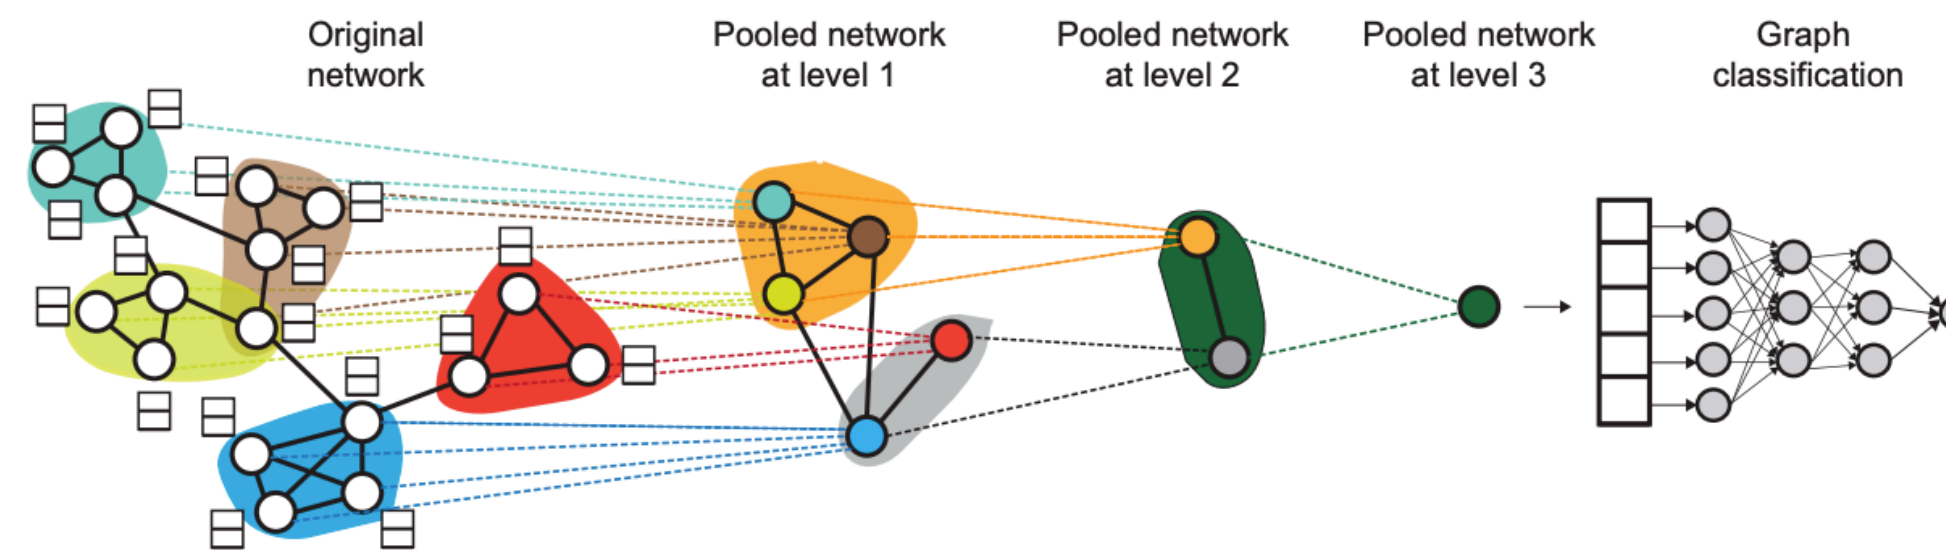 Original
network
Pooled network
at level 1
Pooled network
at level 2
Pooled network
at level 3
Graph
classification